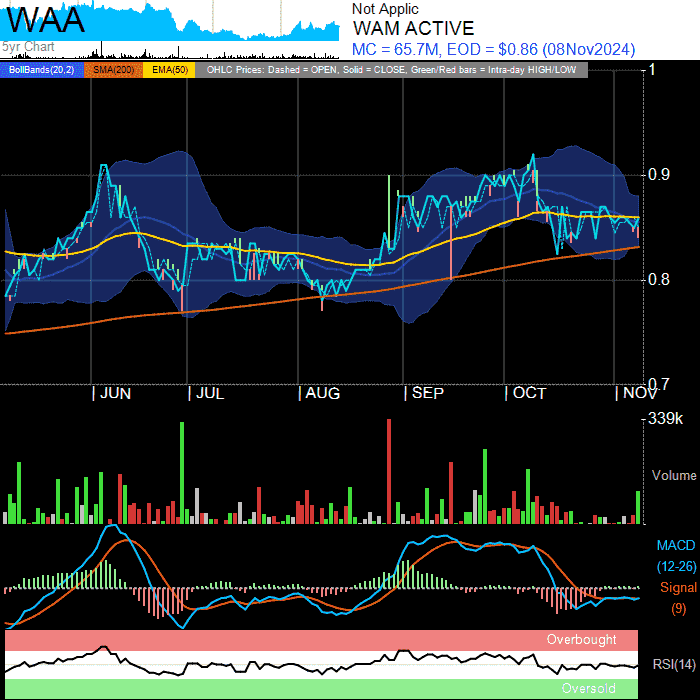 WAA
5yr Chart
Not Applic
WAM ACTIVE
MC = 65.7M, EOD = $0.86 (08Nov2024)
BollBands(20,2) SMA(200) EMA(50) OHLC Prices: Dashed = OPEN, Solid = CLOSE, Green/Red bars = Intra-day HIGH/LOW
1
0.9
0.8
0.7
| JUN | JUL | AUG | SEP | OCT | NOV
339k
Volume
MACD
(12-26)
Signal
(9)
Overbought
RSI(14)
Oversold